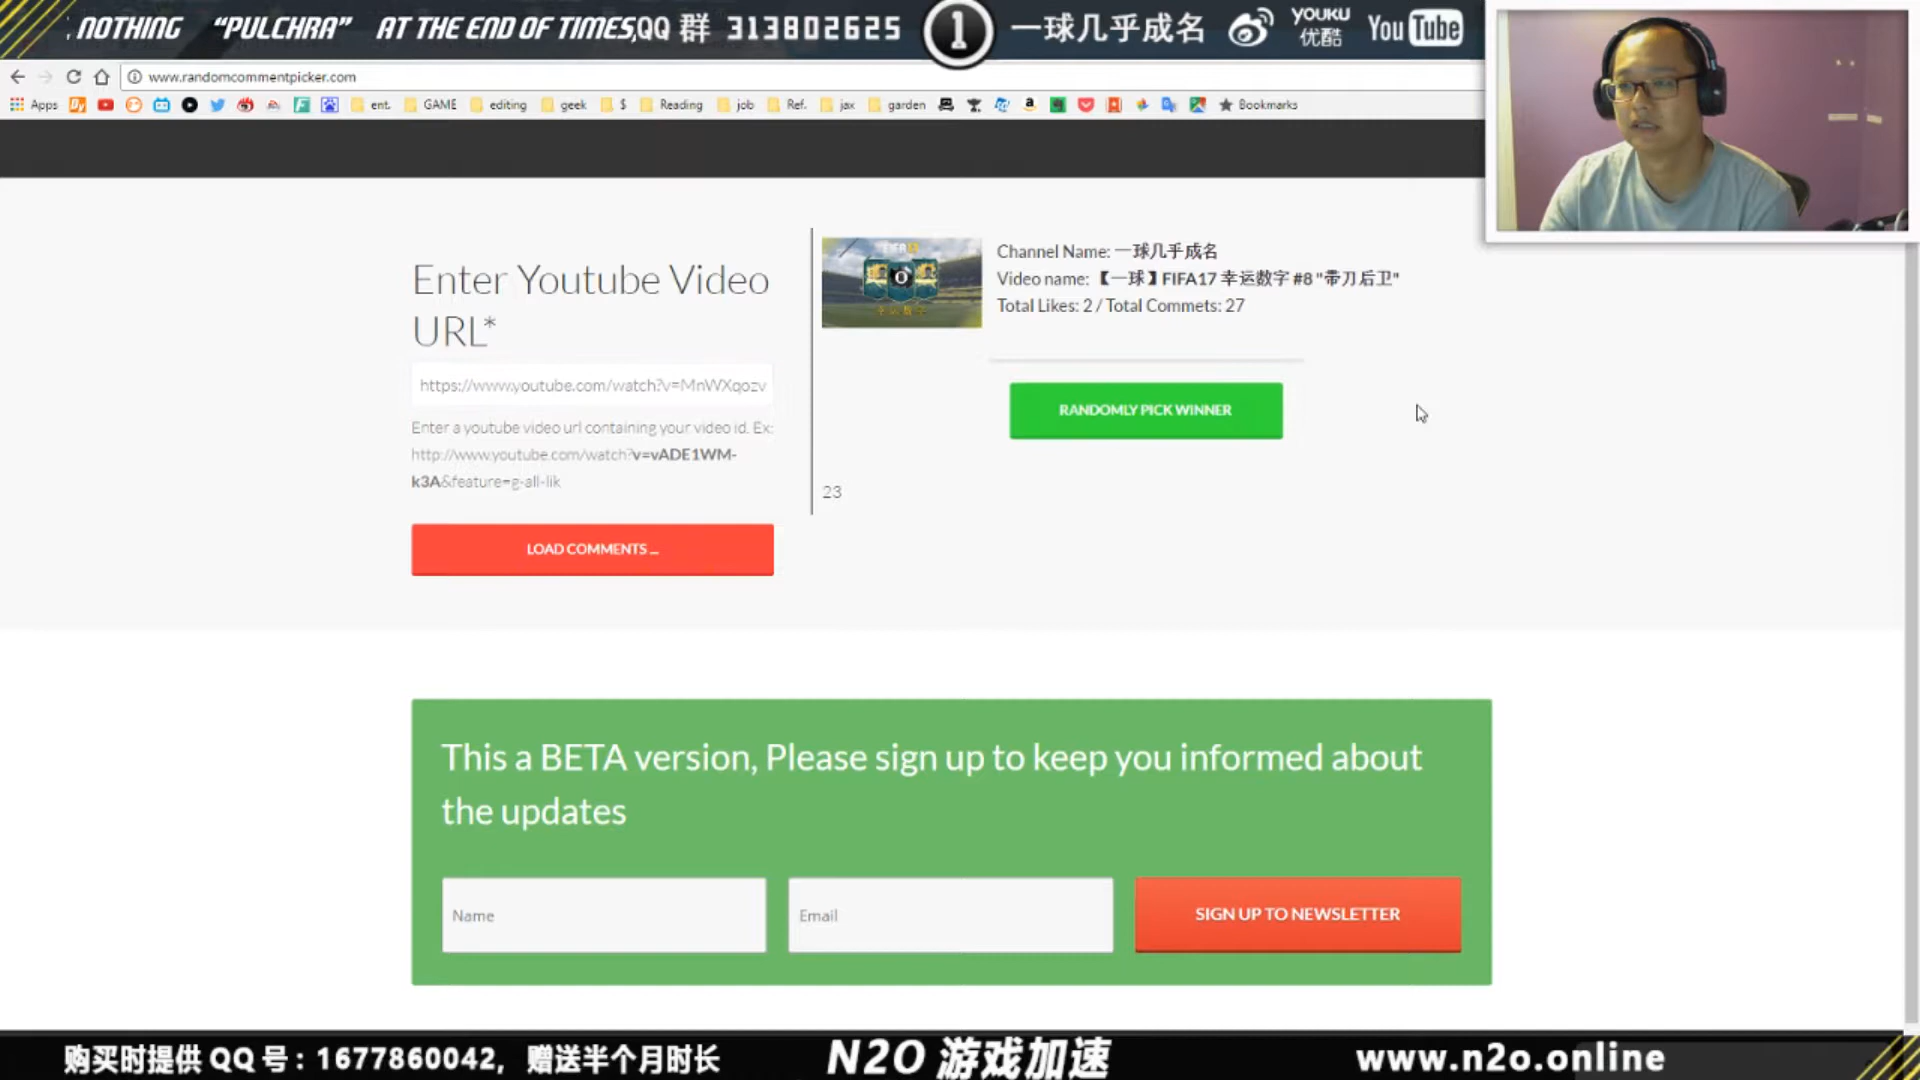 NOTHING "PULCHRA" AT THE END OF TIMES,QQ 群 313802625 1 一球几乎成名 YOUKU 优酷 YouTube
www.randomcommentpicker.com
Apps ent. GAME editing geek $ Reading job Ref. jax garden Bookmarks
Channel Name: 一球几乎成名
Video name: 【一球】FIFA17 幸运数字 #8 "带刀后卫"
Total Likes: 2 / Total Commets: 27
Enter Youtube Video
URL*
https://www.youtube.com/watch?v=MnWXqozv
Enter a youtube video url containing your video id. Ex:
http://www.youtube.com/watch?v=vADE1WM-
k3A&feature=g-all-lik
LOAD COMMENTS ...
幸运数字
RANDOMLY PICK WINNER
23
This a BETA version, Please sign up to keep you informed about
the updates
Name
Email
SIGN UP TO NEWSLETTER
购买时提供 QQ 号：1677860042，赠送半个月时长 N2O 游戏加速 www.n2o.online